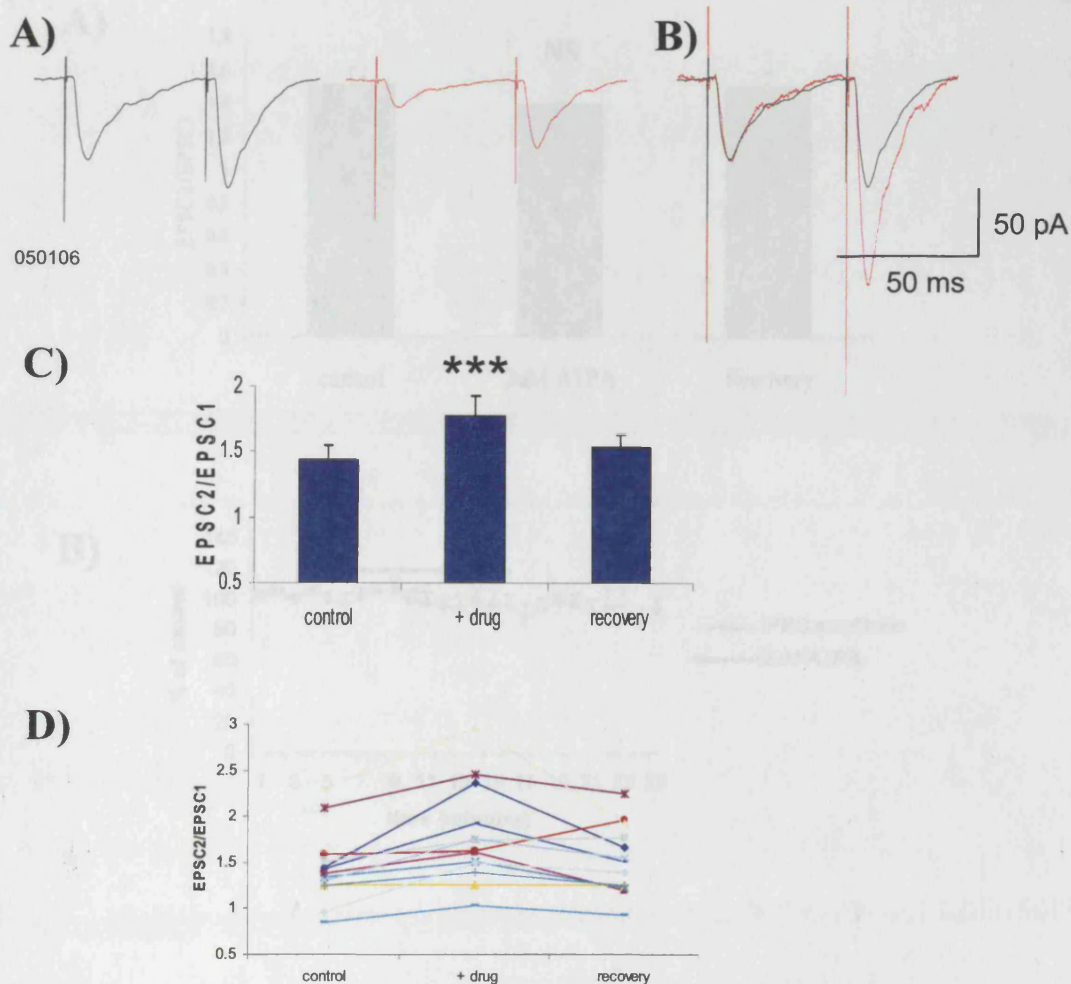 A)
B)
50 pA
050106
50 ms
C)
***
2
1.5
1
0.5
EPSC2/EPSC1
control
+ drug
recovery
D)
3
2.5
2
1.5
1
0.5
EPSC2/EPSC1
control
+ drug
recovery